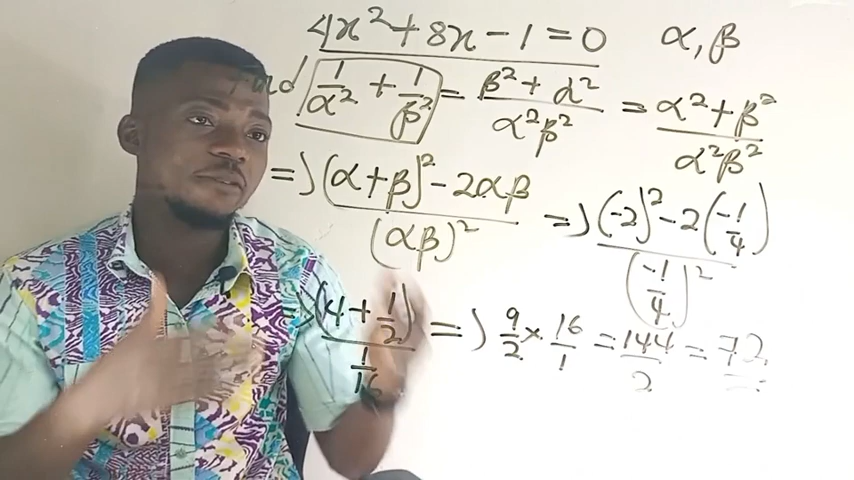 4x² + 8x - 1 = 0   α, β
Find 1/α² + 1/β² = β² + α² / α²β² = α² + β² / α²β²
=> (α + β)² - 2αβ / (αβ)² => (-2)² - 2(-1/4) / (-1/4)²
=> (4 + 1/2) / 1/16 => 9/2 × 16/1 = 144/2 = 72